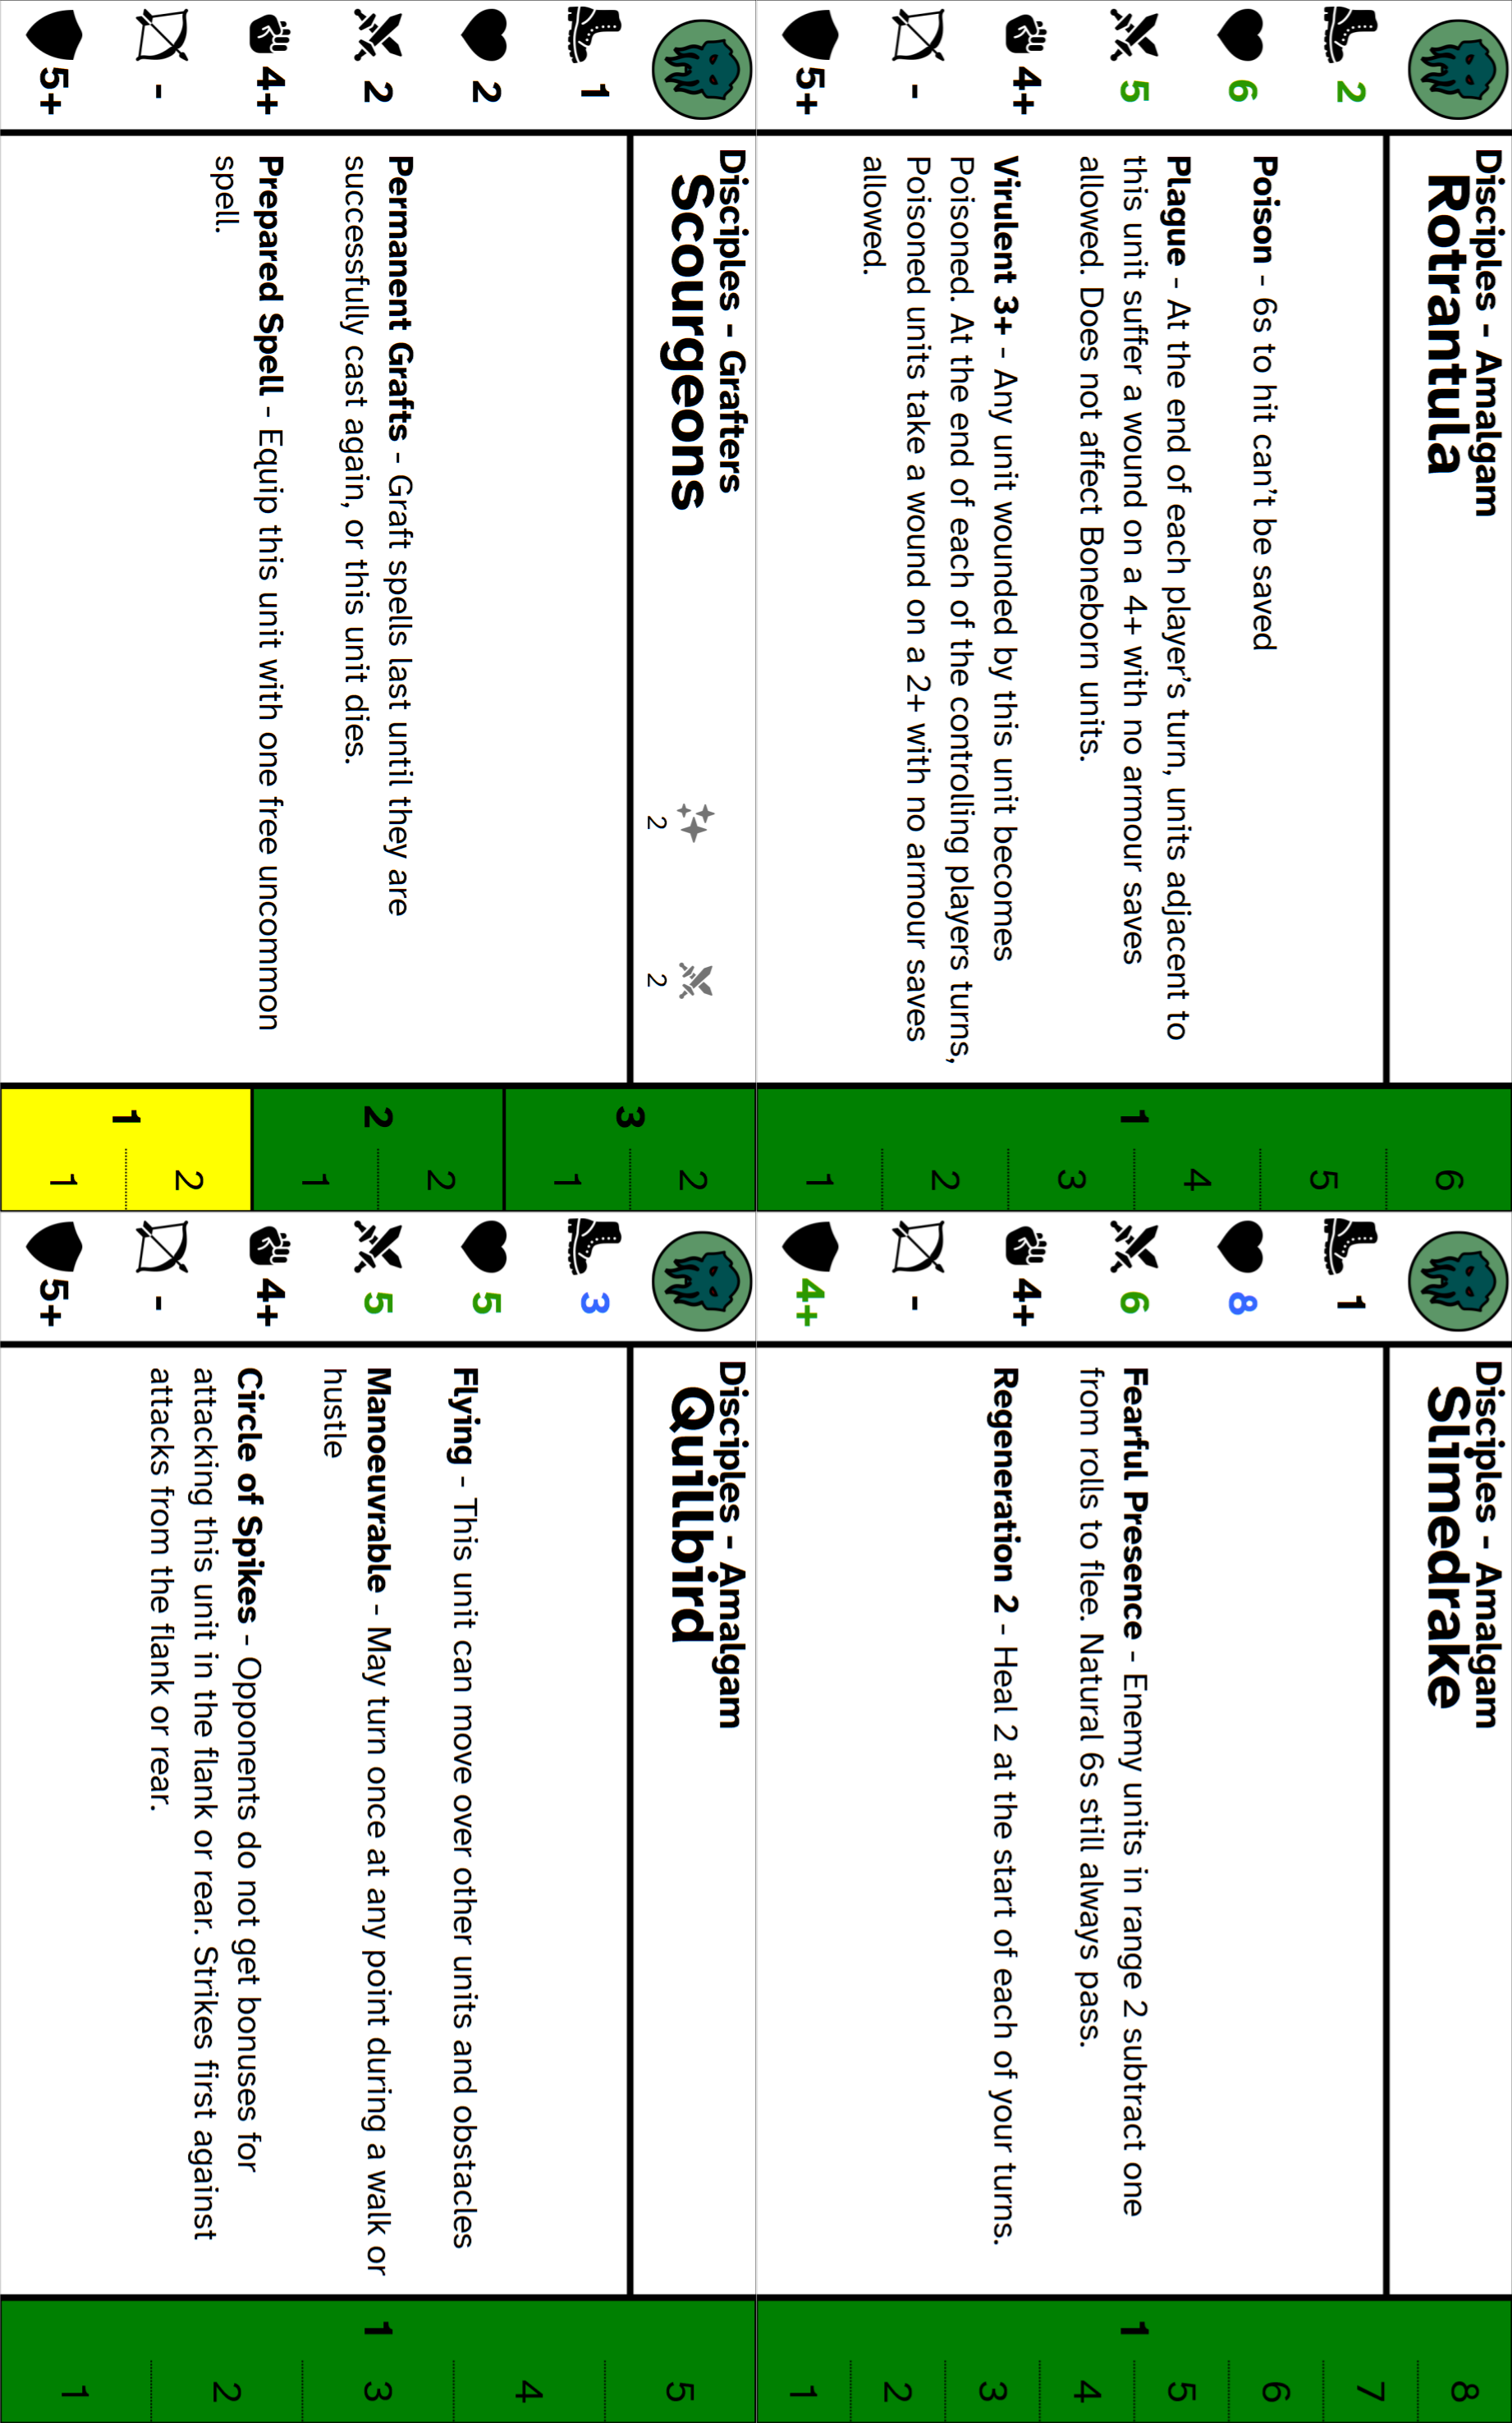 Disciples - Amalgam
Rotrantula
2
6
5
4+
-
5+
Poison - 6s to hit can't be saved
Plague - At the end of each player's turn, units adjacent to
this unit suffer a wound on a 4+ with no armour saves
allowed. Does not affect Boneborn units.
Virulent 3+ - Any unit wounded by this unit becomes
Poisoned. At the end of each of the controlling players turns,
Poisoned units take a wound on a 2+ with no armour saves
allowed.
1
6
5
4
3
2
1
Disciples - Amalgam
Slimedrake
1
8
6
4+
-
4+
Fearful Presence - Enemy units in range 2 subtract one
from rolls to flee. Natural 6s still always pass.
Regeneration 2 - Heal 2 at the start of each of your turns.
1
8
7
6
5
4
3
2
1
Disciples - Grafters
Scourgeons
2
2
1
2
2
4+
-
5+
Permanent Grafts - Graft spells last until they are
successfully cast again, or this unit dies.
Prepared Spell - Equip this unit with one free uncommon
spell.
3
2
1
2
2
1
1
2
1
Disciples - Amalgam
Quillbird
3
5
5
4+
-
5+
Flying - This unit can move over other units and obstacles
Manoeuvrable - May turn once at any point during a walk or
hustle
Circle of Spikes - Opponents do not get bonuses for
attacking this unit in the flank or rear. Strikes first against
attacks from the flank or rear.
1
5
4
3
2
1